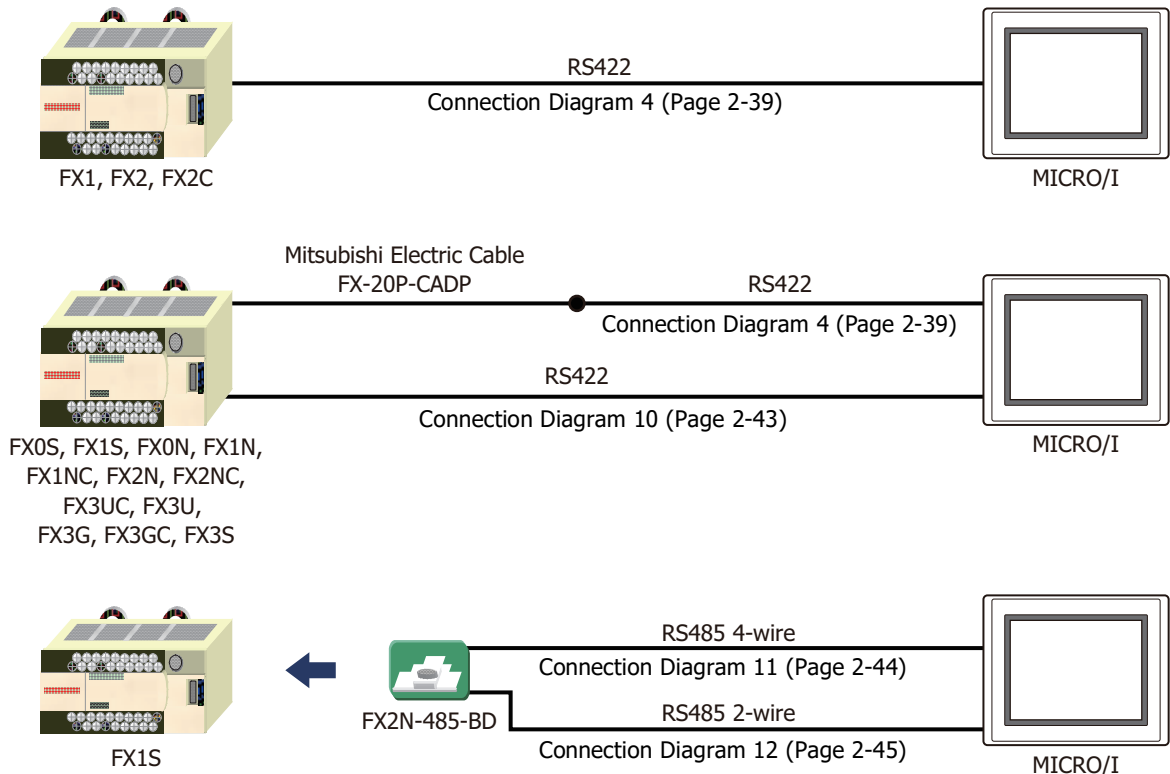 RS422
Connection Diagram 4 (Page 2-39)
FX1, FX2, FX2C
MICRO/I
Mitsubishi Electric Cable
FX-20P-CADP
RS422
Connection Diagram 4 (Page 2-39)
RS422
Connection Diagram 10 (Page 2-43)
FX0S, FX1S, FX0N, FX1N,
FX1NC, FX2N, FX2NC,
FX3UC, FX3U,
FX3G, FX3GC, FX3S
MICRO/I
RS485 4-wire
Connection Diagram 11 (Page 2-44)
FX2N-485-BD
RS485 2-wire
Connection Diagram 12 (Page 2-45)
FX1S
MICRO/I